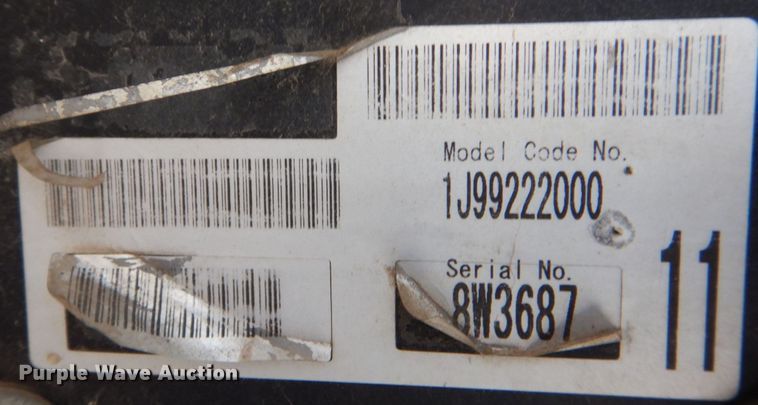 Model Code No.
1J99222000
Serial No.
8W3687
11
Purple Wave Auction